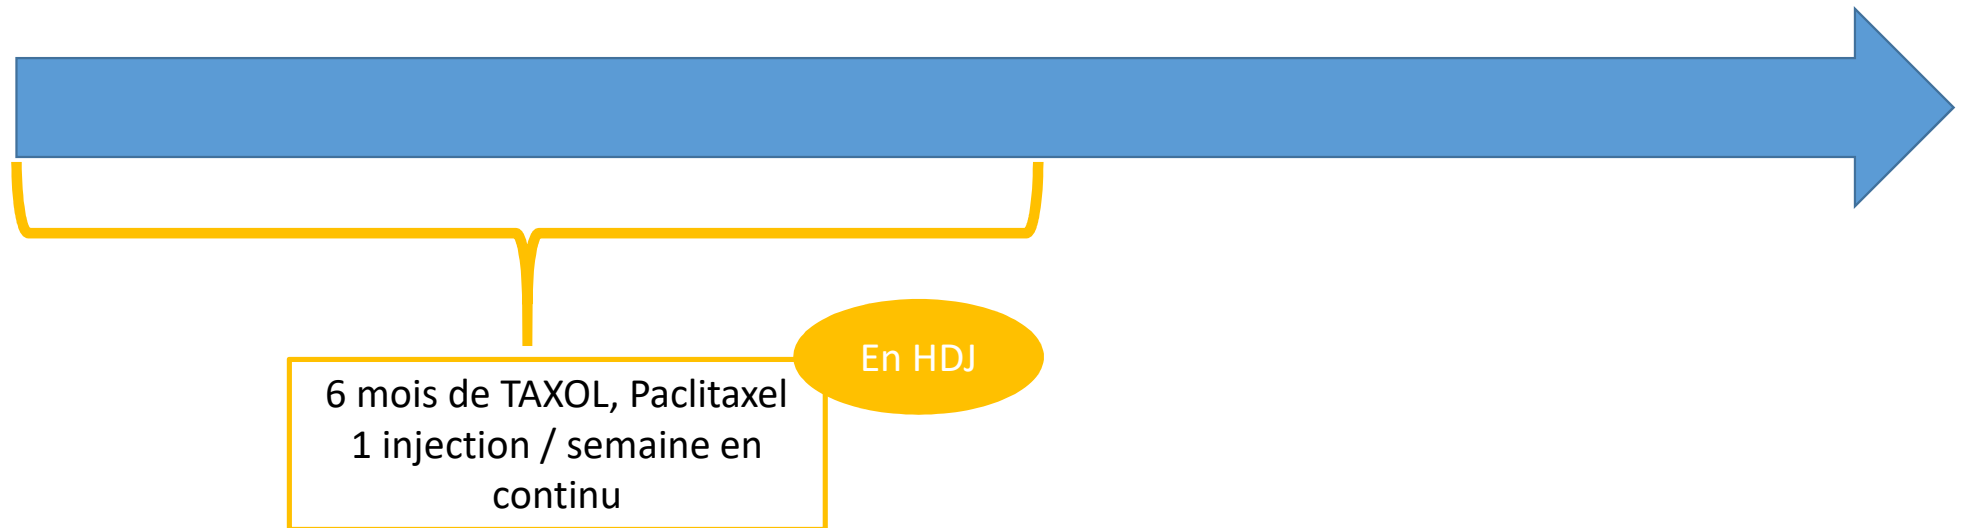 En HDJ
6 mois de TAXOL, Paclitaxel
1 injection / semaine en
continu